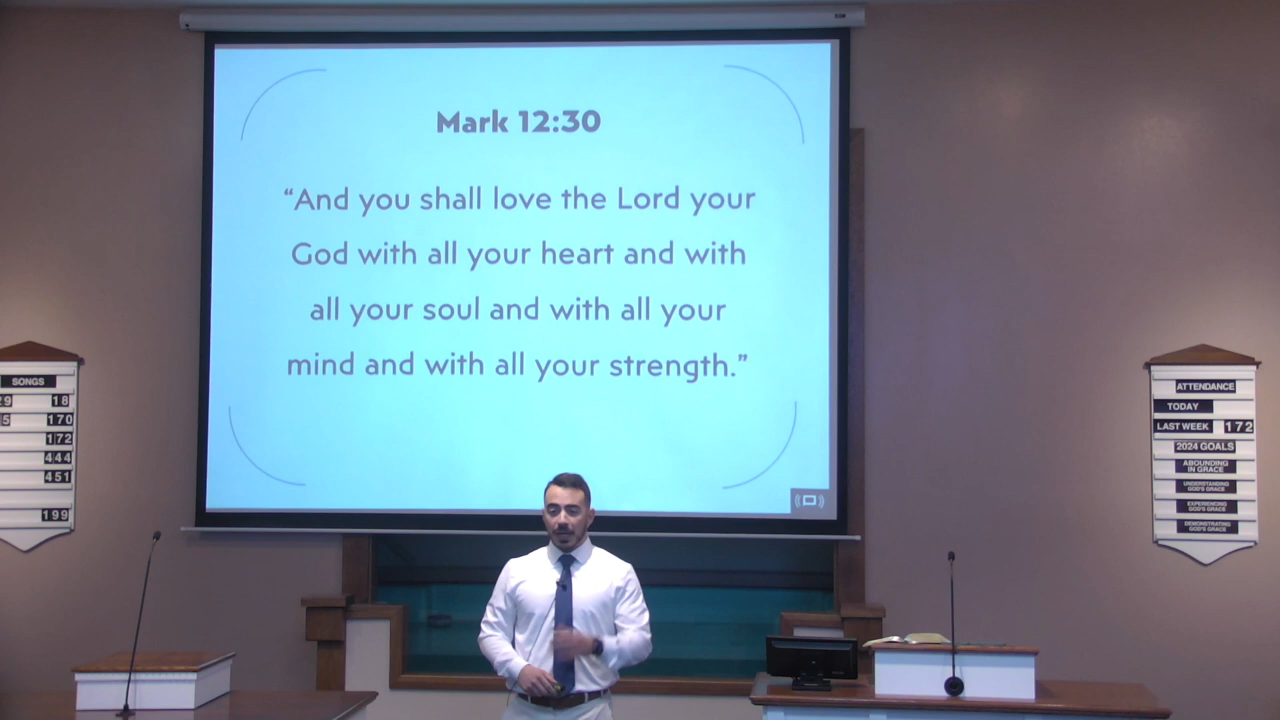 Mark 12:30
“And you shall love the Lord your
God with all your heart and with
all your soul and with all your
mind and with all your strength.”
SONGS
29 18
5 170
172
444
451
199
ATTENDANCE
TODAY
LAST WEEK 172
2024 GOALS
ABOUNDING
IN GRACE
UNDERSTANDING
GOD'S GRACE
EXPERIENCING
GOD'S GRACE
DEMONSTRATING
GOD'S GRACE